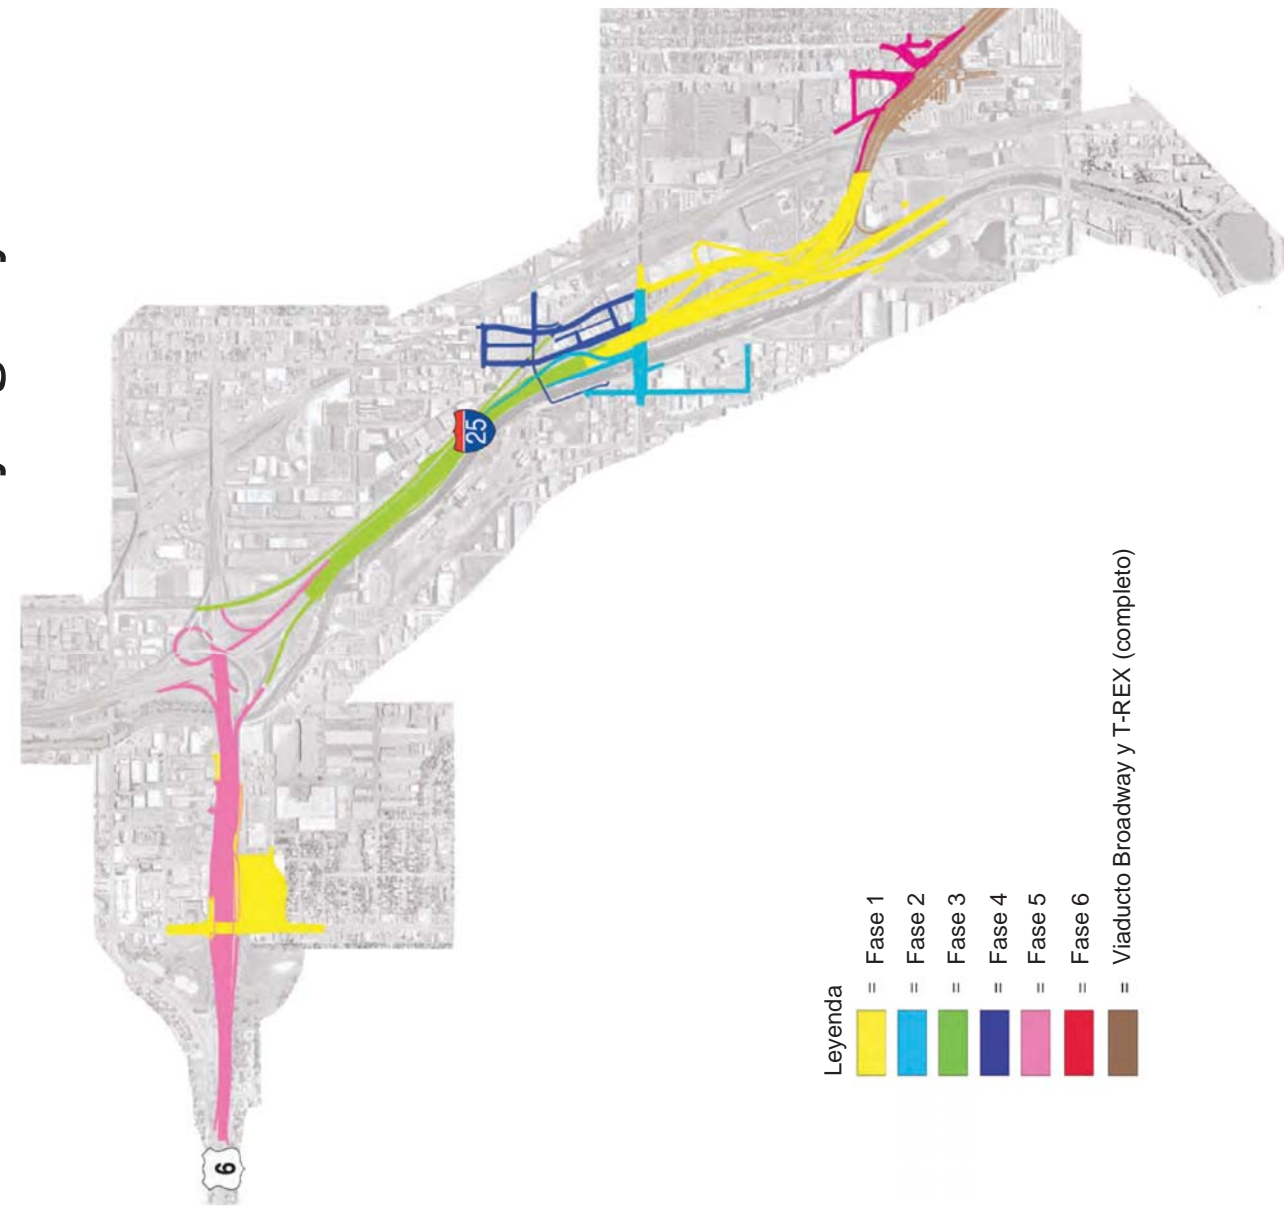 6
25
Leyenda
= Fase 1
= Fase 2
= Fase 3
= Fase 4
= Fase 5
= Fase 6
= Viaducto Broadway y T-REX (completo)